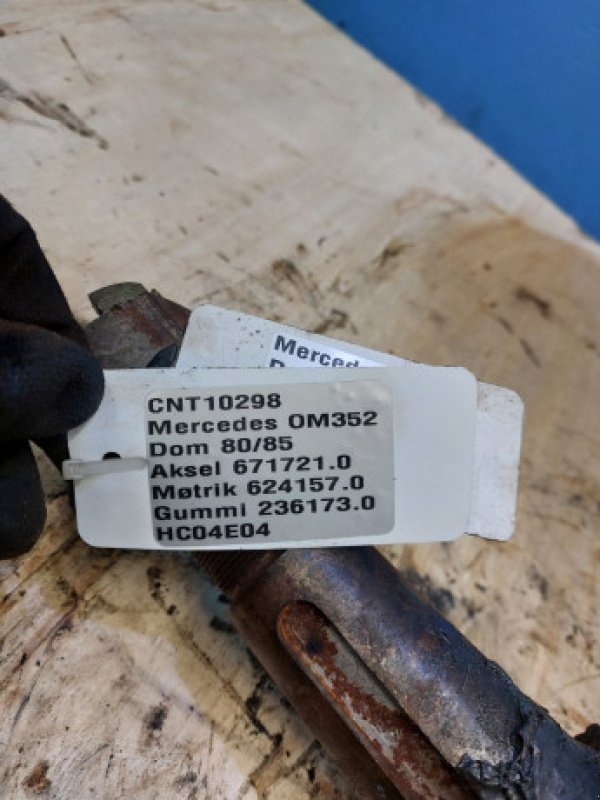 Merced
CNT10298
Mercedes OM352
Dom 80/85
Aksel 671721.0
Møtrik 624157.0
Gummi 236173.0
HC04E04